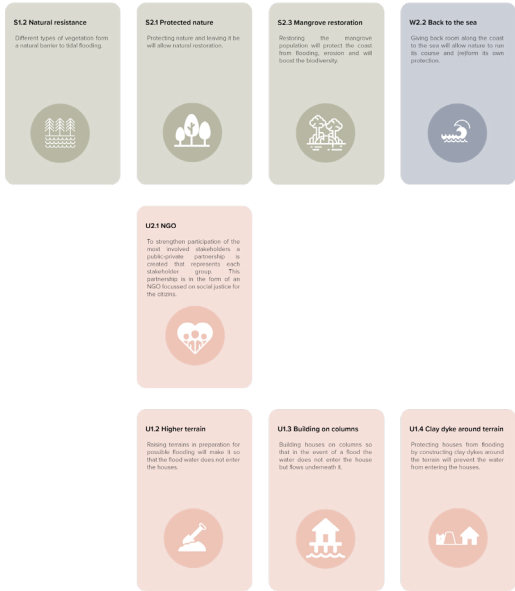 S1.2 Natural resistance
Different types of vegetation form
a natural barrier to tidal flooding.
S2.1 Protected nature
Protecting nature and leaving it be
will allow natural restoration.
S2.3 Mangrove restoration
Restoring the mangrove
population will protect the coast
from flooding, erosion and will
boost the biodiversity.
W2.2 Back to the sea
Giving back room along the coast
to the sea will allow nature to run
its course and (re)form its own
protection.
U2.1 NGO
To strengthen participation of the
most involved stakeholders a
public-private partnership is
created that represents each
stakeholder group. This
partnership is in the form of an
NGO focussed on social justice for
the citizins.
U1.2 Higher terrain
Raising terrains in preparation for
possible flooding will make it so
that the flood water does not enter
the houses.
U1.3 Building on columns
Building houses on columns so
that in the event of a flood the
water does not enter the house
but flows underneath it.
U1.4 Clay dyke around terrain
Protecting houses from flooding
by constructing clay dykes around
the terrain will prevent the water
from entering the houses.